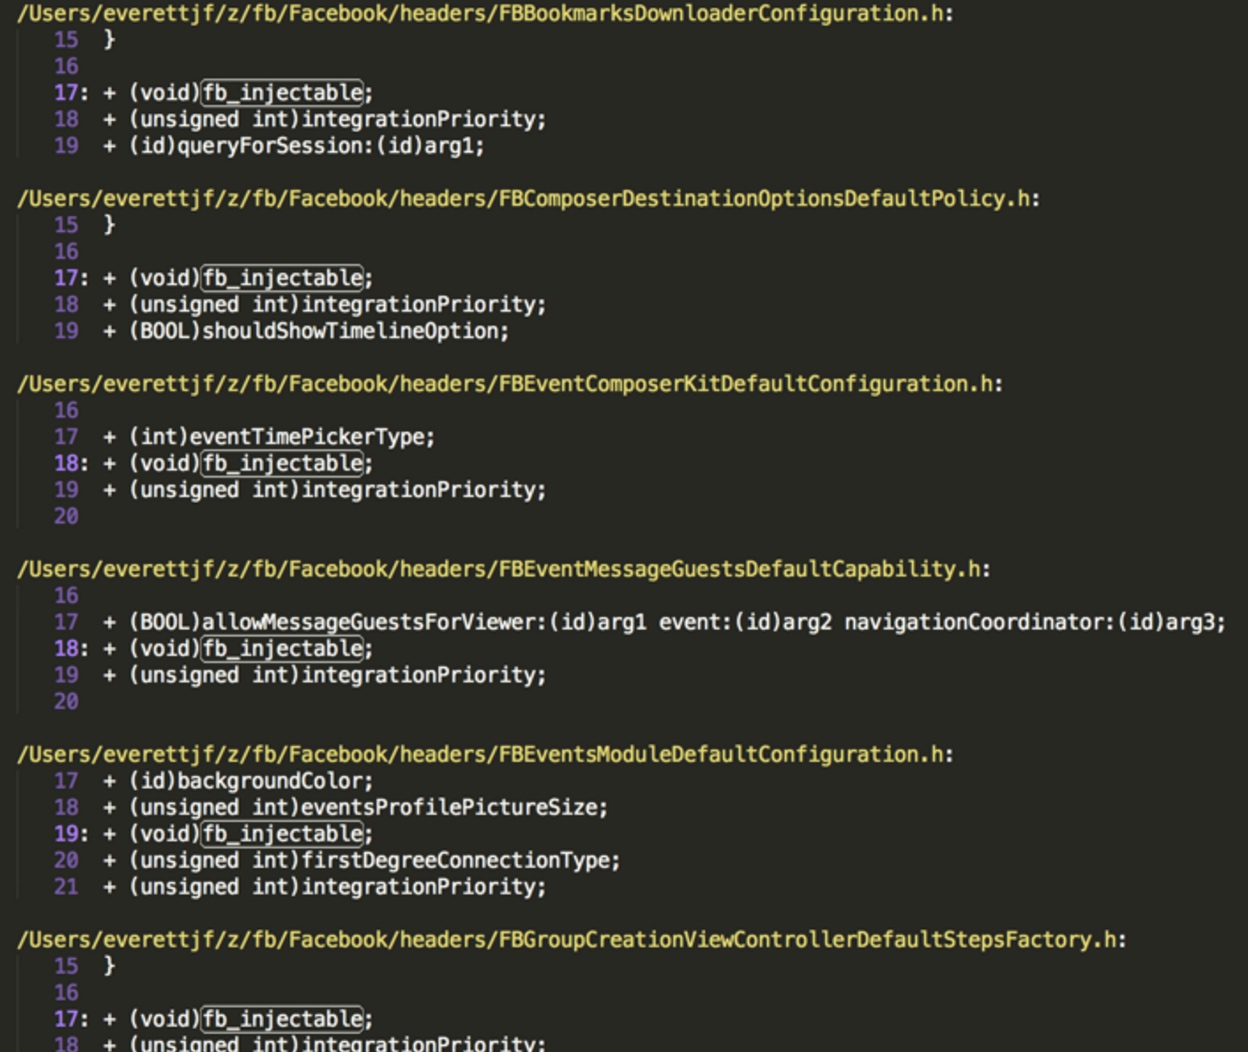 /Users/everettjf/z/fb/Facebook/headers/FBBookmarksDownloaderConfiguration.h:
15 }
16
17: + (void)fb_injectable;
18 + (unsigned int)integrationPriority;
19 + (id)queryForSession:(id)arg1;
/Users/everettjf/z/fb/Facebook/headers/FBComposerDestinationOptionsDefaultPolicy.h:
15 }
16
17: + (void)fb_injectable;
18 + (unsigned int)integrationPriority;
19 + (BOOL)shouldShowTimelineOption;
/Users/everettjf/z/fb/Facebook/headers/FBEventComposerKitDefaultConfiguration.h:
16
17 + (int)eventTimePickerType;
18: + (void)fb_injectable;
19 + (unsigned int)integrationPriority;
20
/Users/everettjf/z/fb/Facebook/headers/FBEventMessageGuestsDefaultCapability.h:
16
17 + (BOOL)allowMessageGuestsForViewer:(id)arg1 event:(id)arg2 navigationCoordinator:(id)arg3;
18: + (void)fb_injectable;
19 + (unsigned int)integrationPriority;
20
/Users/everettjf/z/fb/Facebook/headers/FBEventsModuleDefaultConfiguration.h:
17 + (id)backgroundColor;
18 + (unsigned int)eventsProfilePictureSize;
19: + (void)fb_injectable;
20 + (unsigned int)firstDegreeConnectionType;
21 + (unsigned int)integrationPriority;
/Users/everettjf/z/fb/Facebook/headers/FBGroupCreationViewControllerDefaultStepsFactory.h:
15 }
16
17: + (void)fb_injectable;
18 + (unsigned int)integrationPriority;